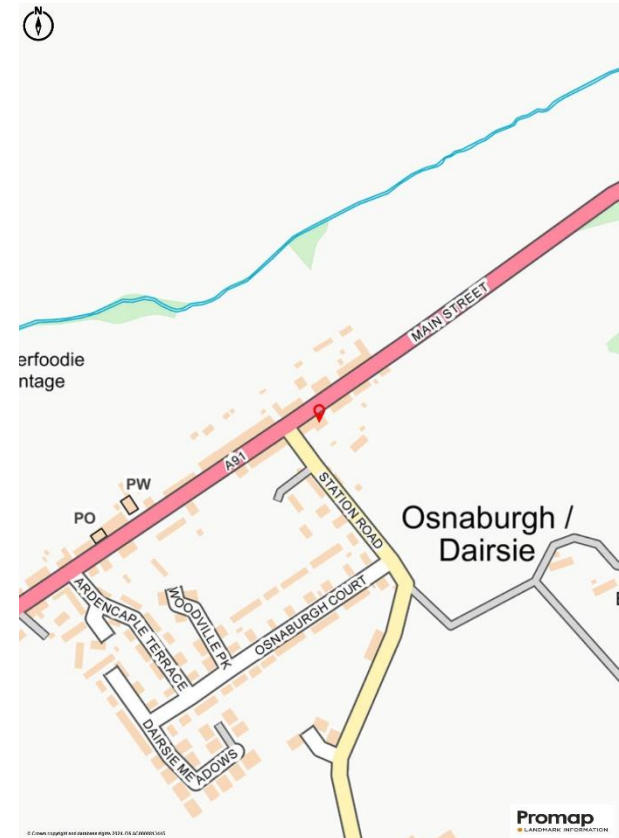 N
MAIN STREET
erfoodie
ntage
A91
PW
PO
STATION ROAD
Osnaburgh /
Dairsie
ARDENCAPLE TERRACE
WOODVILLE PK
OSNABURGH COURT
DAIRSIE MEADOWS
Promap
LANDMARK INFORMATION